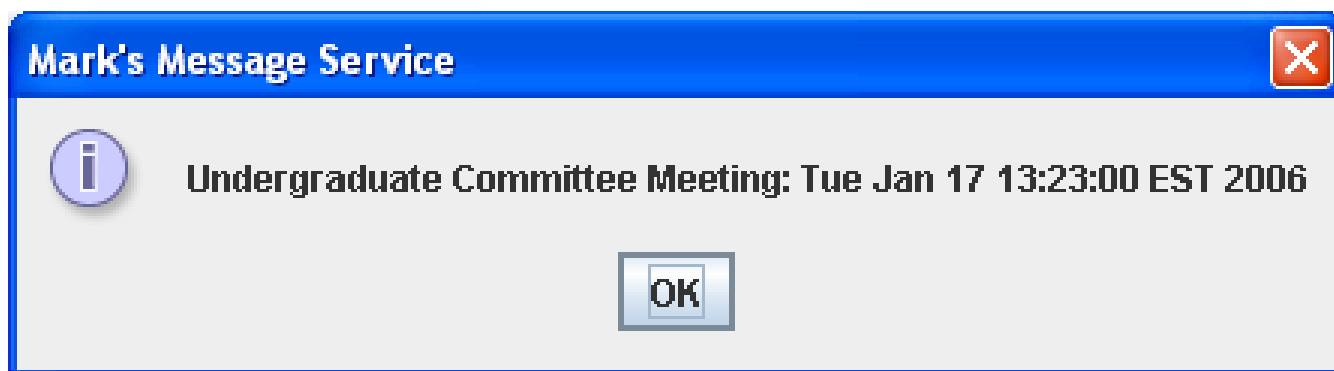 Mark's Message Service
i
Undergraduate Committee Meeting: Tue Jan 17 13:23:00 EST 2006
OK